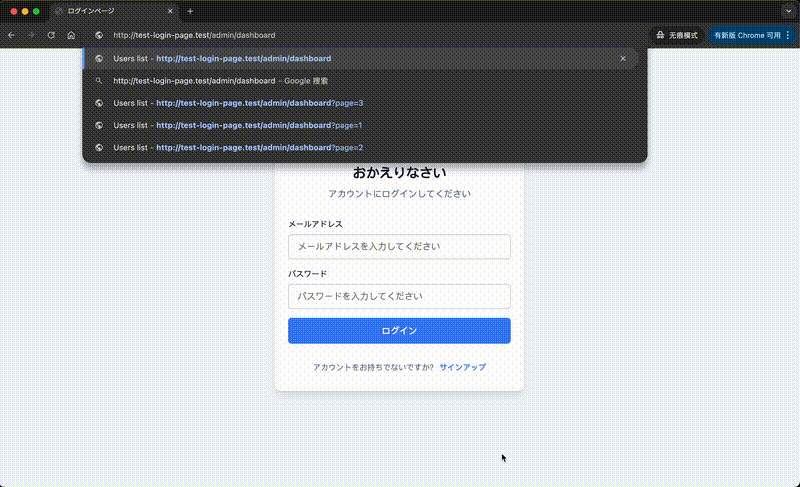 ログインページ
http://test-login-page.test/admin/dashboard
无痕模式
有新版 Chrome 可用
Users list - http://test-login-page.test/admin/dashboard
http://test-login-page.test/admin/dashboard - Google 搜索
Users list - http://test-login-page.test/admin/dashboard?page=3
Users list - http://test-login-page.test/admin/dashboard?page=1
Users list - http://test-login-page.test/admin/dashboard?page=2
おかえりなさい
アカウントにログインしてください
メールアドレス
メールアドレスを入力してください
パスワード
パスワードを入力してください
ログイン
アカウントをお持ちでないですか? サインアップ